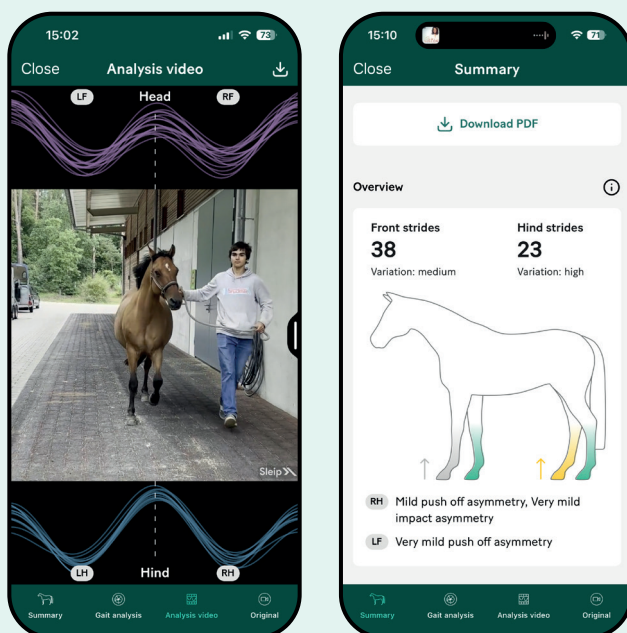 15:02
73
Close
Analysis video
LF
Head
RF
Sleip
LH
Hind
RH
Summary
Gait analysis
Analysis video
Original
15:10
71
Close
Summary
Download PDF
Overview
Front strides
38
Variation: medium
Hind strides
23
Variation: high
RH Mild push off asymmetry, Very mild
impact asymmetry
LF Very mild push off asymmetry
Summary
Gait analysis
Analysis video
Original